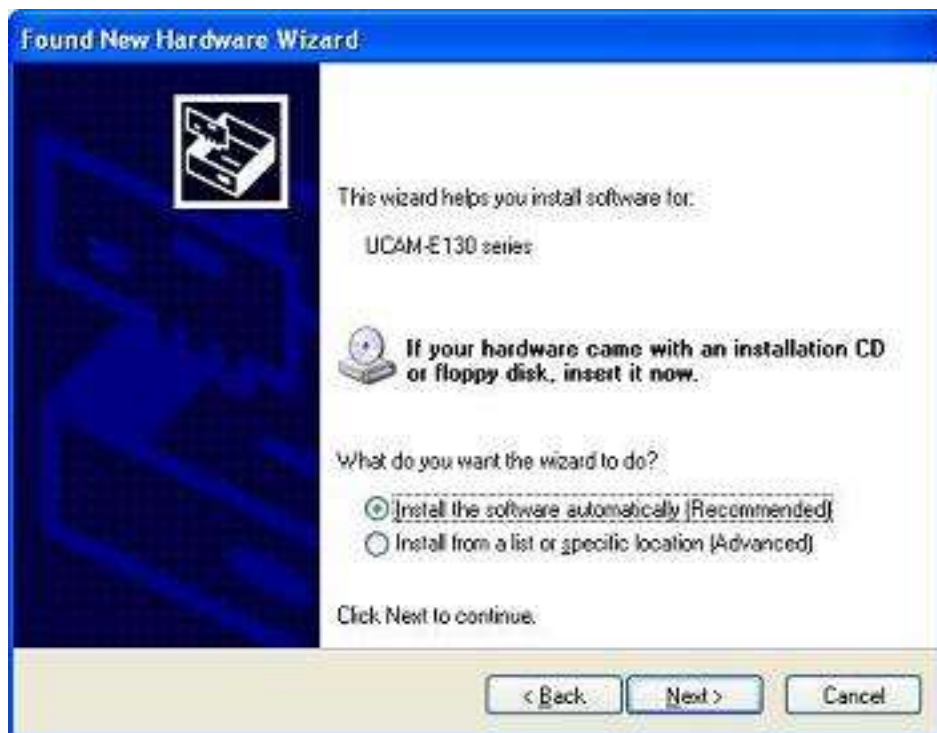 Found New Hardware Wizard
This wizard helps you install software for:
UCAM-E130 series
If your hardware came with an installation CD
or floppy disk, insert it now.
What do you want the wizard to do?
Install the software automatically (Recommended)
Install from a list or specific location (Advanced)
Click Next to continue.
< Back
Next >
Cancel